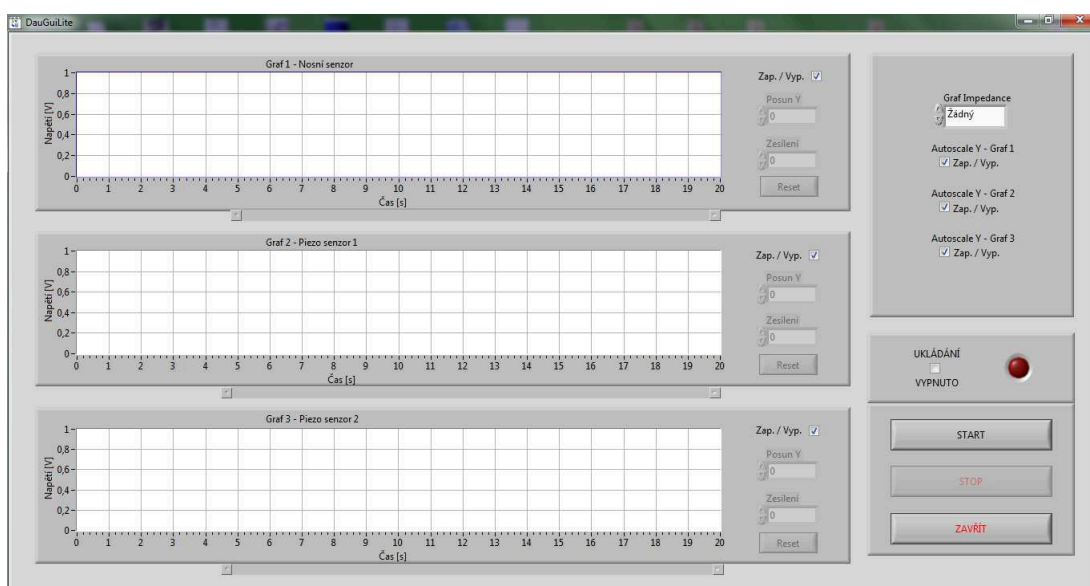 DauGuiLite
Graf 1 - Nosní senzor
Napětí [V]
1
0,8
0,6
0,4
0,2
0
0 1 2 3 4 5 6 7 8 9 10 11 12 13 14 15 16 17 18 19 20
Čas [s]
Zap. / Vyp.
Posun Y
0
Zesílení
0
Reset
Graf 2 - Piezo senzor 1
Napětí [V]
1
0,8
0,6
0,4
0,2
0
0 1 2 3 4 5 6 7 8 9 10 11 12 13 14 15 16 17 18 19 20
Čas [s]
Zap. / Vyp.
Posun Y
0
Zesílení
0
Reset
Graf 3 - Piezo senzor 2
Napětí [V]
1
0,8
0,6
0,4
0,2
0
0 1 2 3 4 5 6 7 8 9 10 11 12 13 14 15 16 17 18 19 20
Čas [s]
Zap. / Vyp.
Posun Y
0
Zesílení
0
Reset
Graf Impedance
Žádný
Autoscale Y - Graf 1
Zap. / Vyp.
Autoscale Y - Graf 2
Zap. / Vyp.
Autoscale Y - Graf 3
Zap. / Vyp.
UKLÁDÁNÍ
VYPNUTO
START
STOP
ZAVŘÍT